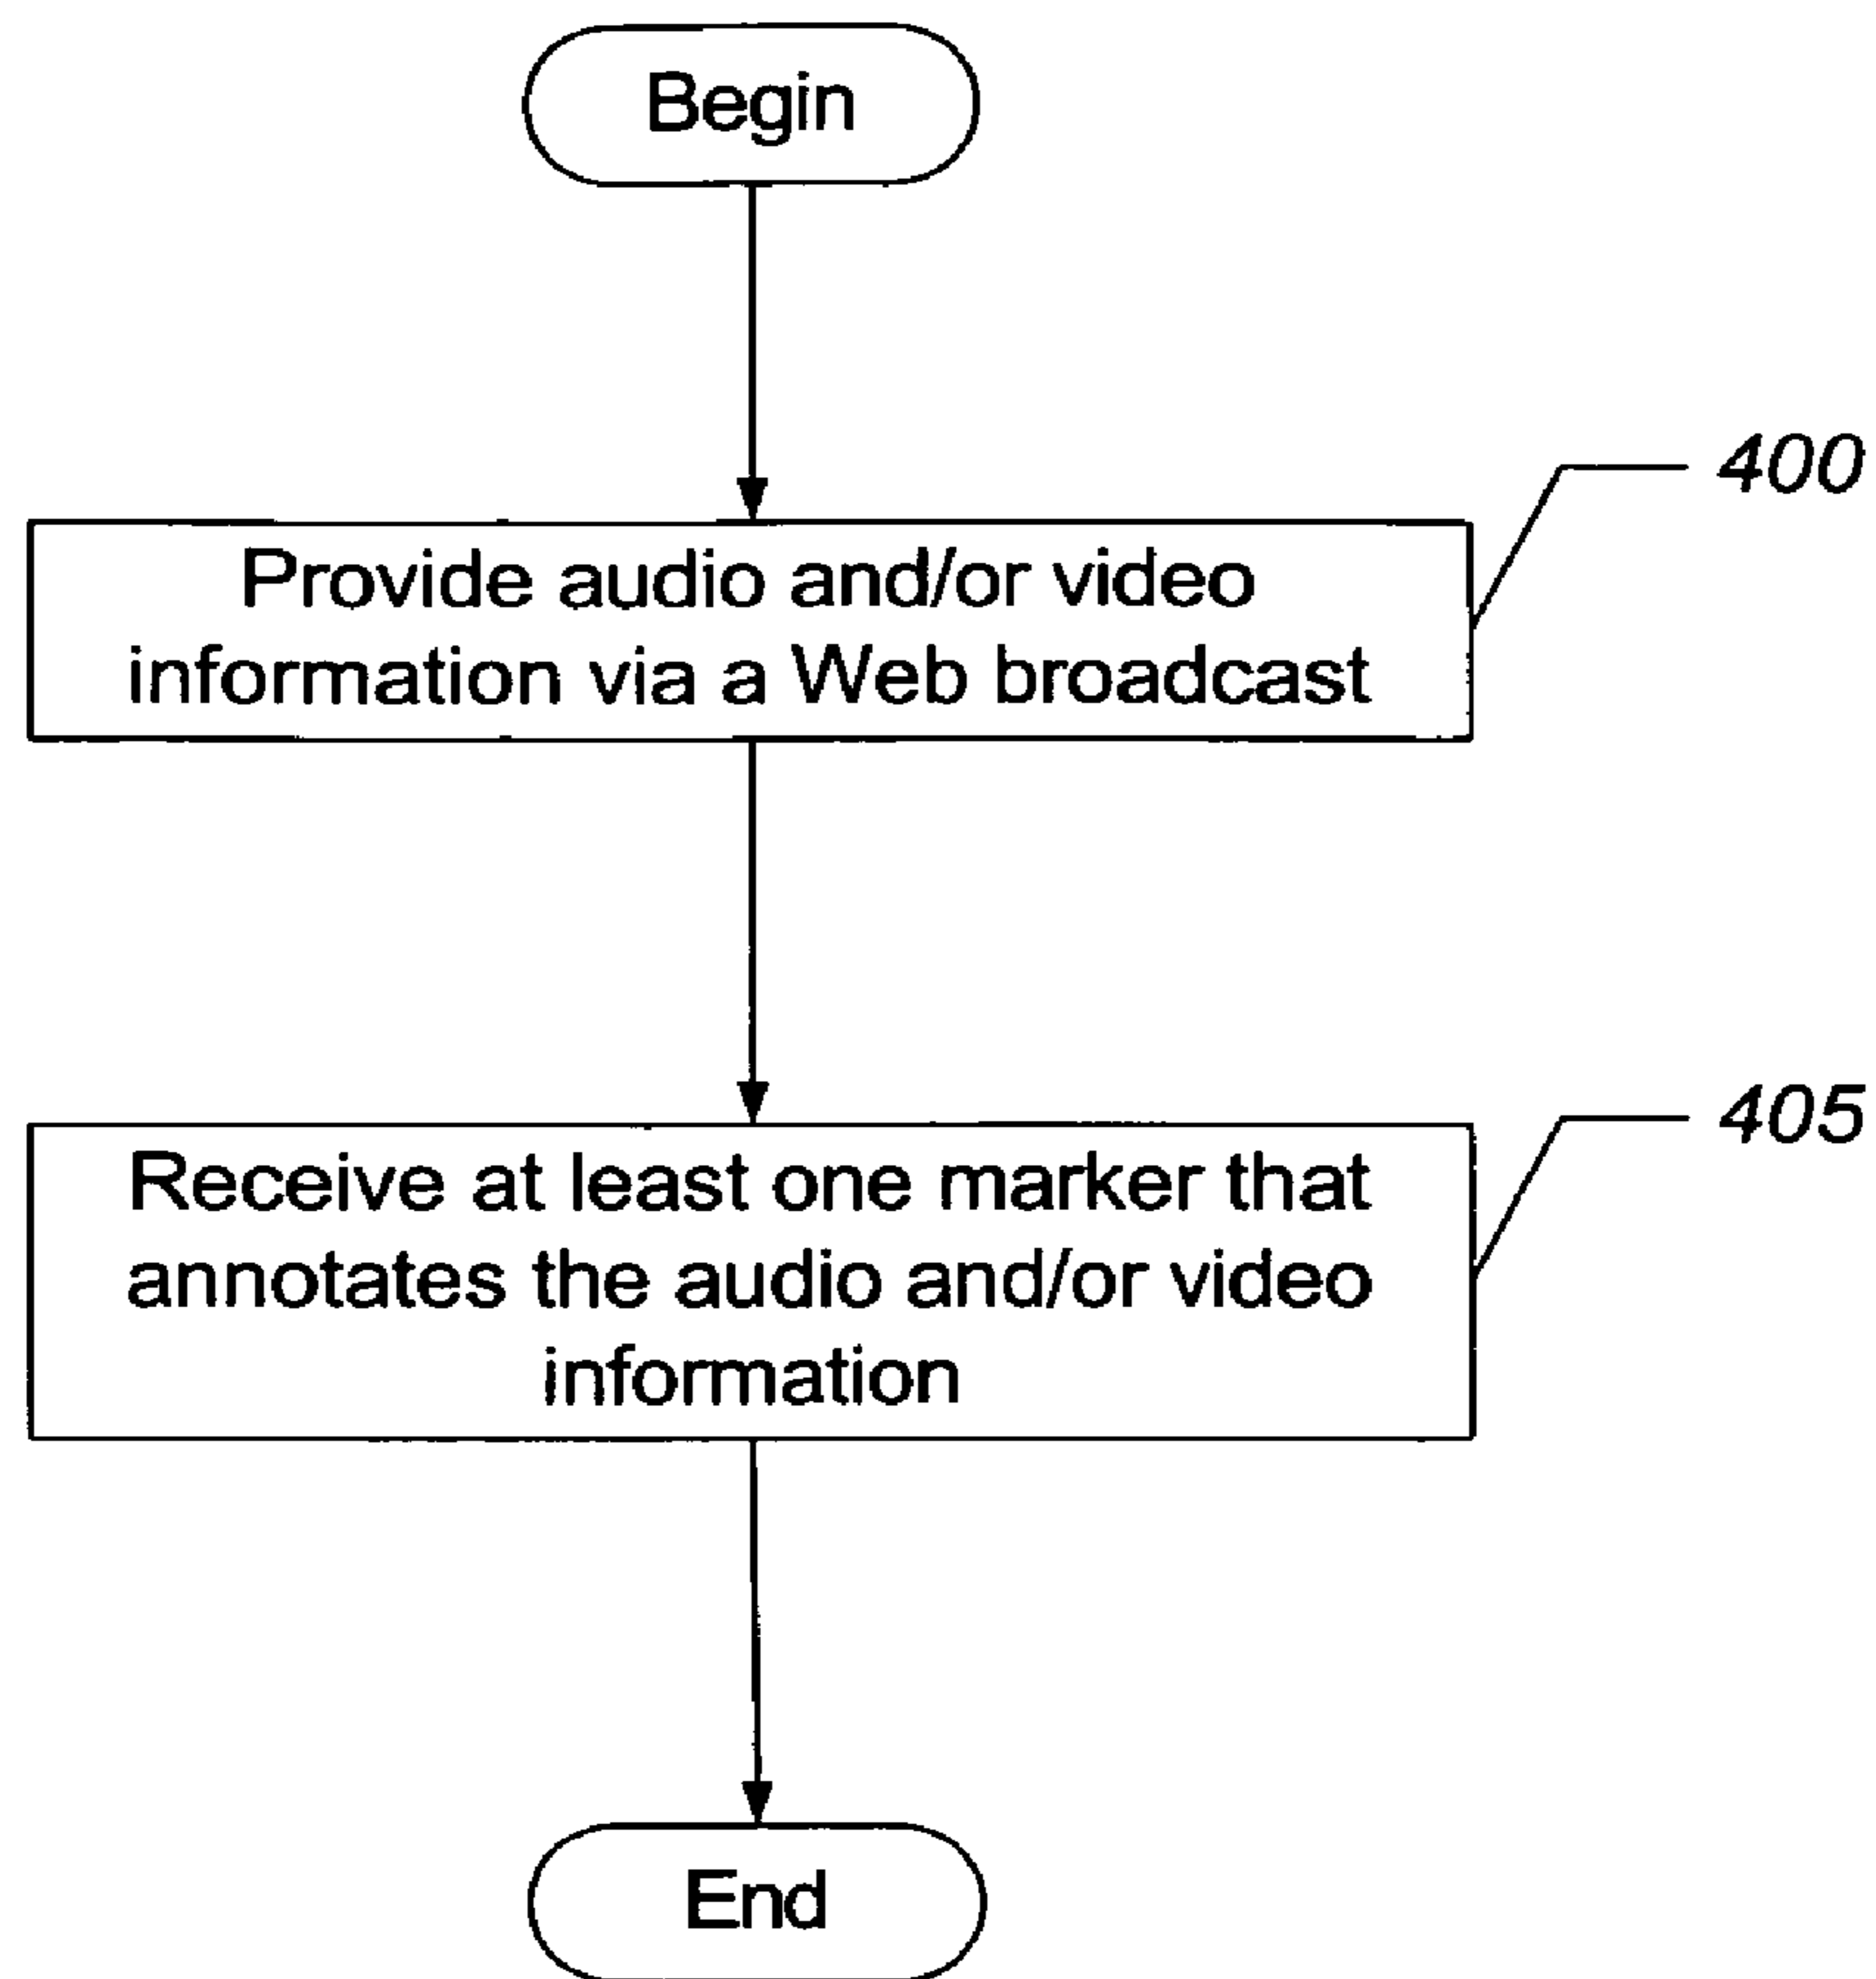 Begin
400
Provide audio and/or video
information via a Web broadcast
405
Receive at least one marker that
annotates the audio and/or video
information
End